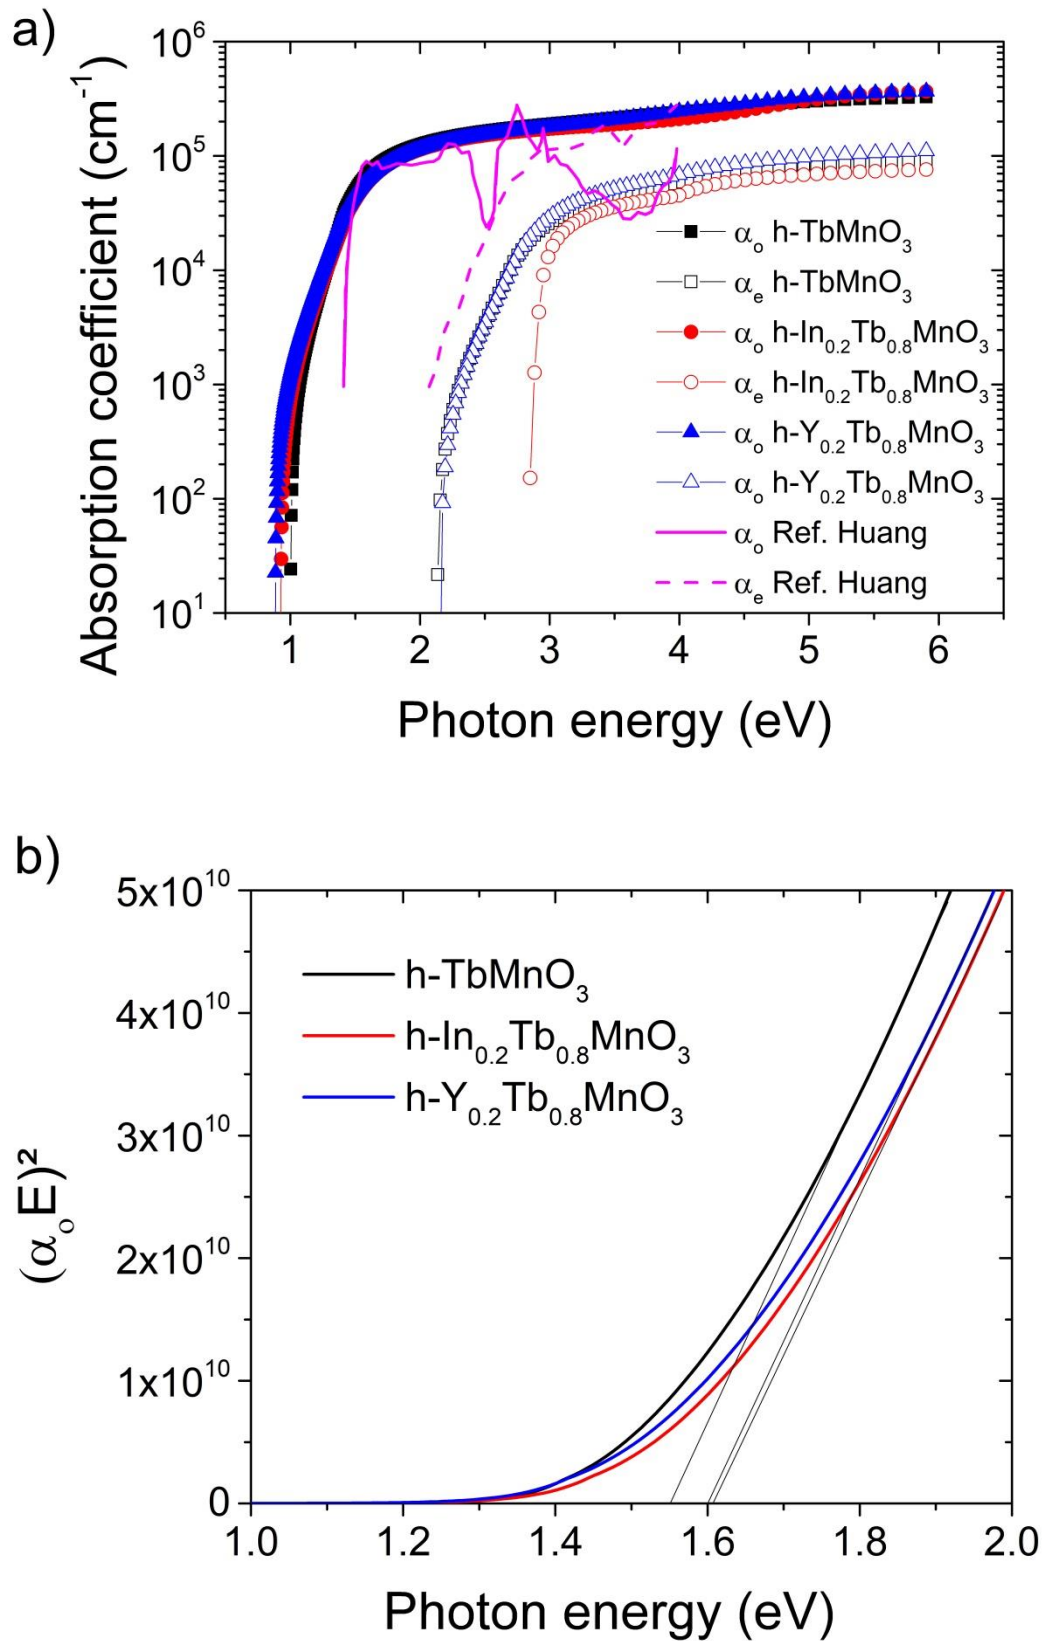 a)
10⁶
10⁵
10⁴
10³
10²
10¹
Absorption coefficient (cm⁻¹)
αₒ h-TbMnO₃
αₑ h-TbMnO₃
αₒ h-In₀.₂Tb₀.₈MnO₃
αₑ h-In₀.₂Tb₀.₈MnO₃
αₒ h-Y₀.₂Tb₀.₈MnO₃
αₒ h-Y₀.₂Tb₀.₈MnO₃
αₒ Ref. Huang
αₑ Ref. Huang
1 2 3 4 5 6
Photon energy (eV)
b)
5x10¹⁰
4x10¹⁰
3x10¹⁰
2x10¹⁰
1x10¹⁰
0
(αₒE)²
h-TbMnO₃
h-In₀.₂Tb₀.₈MnO₃
h-Y₀.₂Tb₀.₈MnO₃
1.0 1.2 1.4 1.6 1.8 2.0
Photon energy (eV)